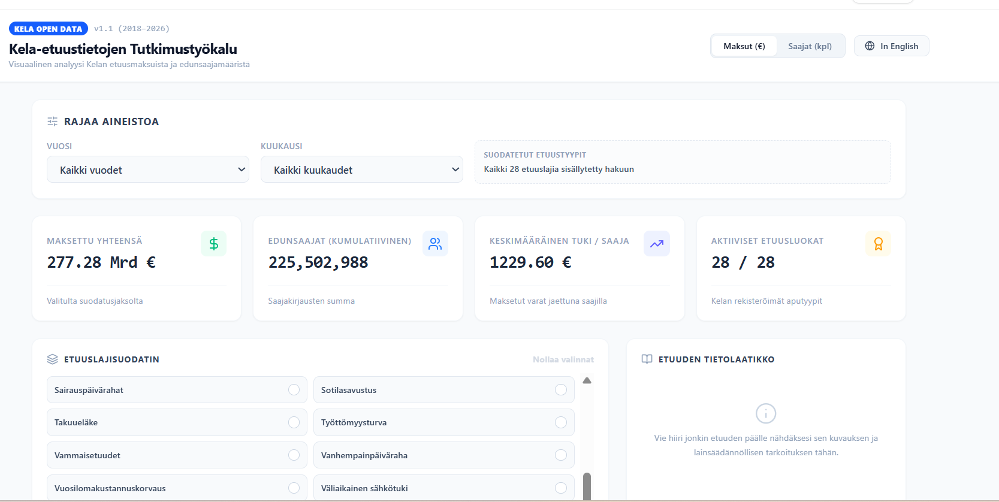 KELA OPEN DATA v1.1 (2018–2026)
Kela-etuustietojen Tutkimustyökalu
Visuaalinen analyysi Kelan etuusmaksuista ja edunsaajamääristä
Maksut (€) Saajat (kpl) In English
RAJAA AINEISTOA
VUOSI
Kaikki vuodet
KUUKAUSI
Kaikki kuukaudet
SUODATETUT ETUUSTYYPIT
Kaikki 28 etuuslajia sisällytetty hakuun
MAKSETTU YHTEENSÄ
277.28 Mrd €
Valitulta suodatusjaksolta
EDUNSAAJAT (KUMULATIIVINEN)
225,502,988
Saajakirjausten summa
KESKIMÄÄRÄINEN TUKI / SAAJA
1229.60 €
Maksetut varat jaettuna saajilla
AKTIIVISET ETUUSLUOKAT
28 / 28
Kelan rekisteröimät aputyypit
ETUUSLAJISUODATIN
Nollaa valinnat
Sairauspäivärahat
Sotilasavustus
Takuueläke
Työttömyysturva
Vammaisetuudet
Vanhempainpäiväraha
Vuosilomakustannuskorvaus
Väliaikainen sähkötuki
ETUUDEN TIETOLAATIKKO
Vie hiiri jonkin etuuden päälle nähdäksesi sen kuvauksen ja
lainsäädännöllisen tarkoituksen tähän.